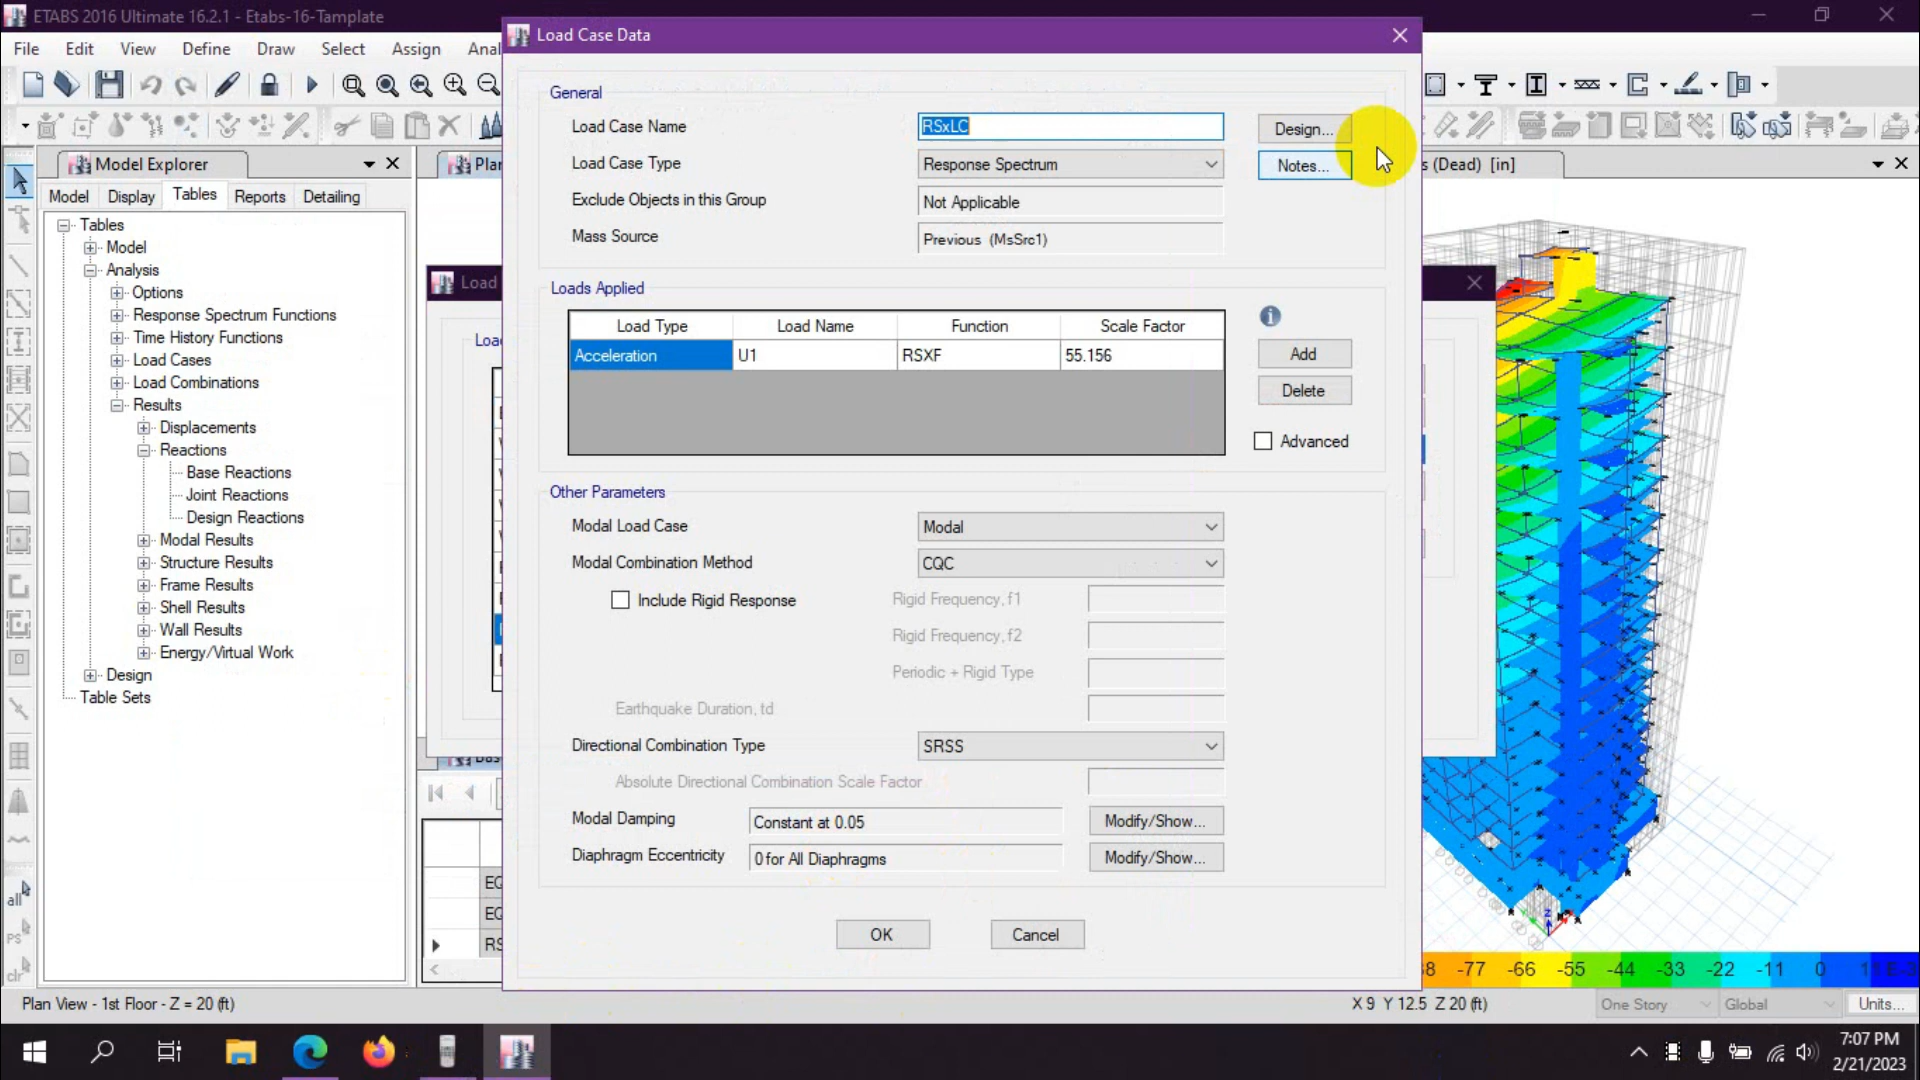 ETABS 2016 Ultimate 16.2.1 - Etabs-16-Tamplate
File Edit View Define Draw Select Assign
Load Case Data
General
Load Case Name RSxLC Design...
Load Case Type Response Spectrum Notes...
Exclude Objects in this Group Not Applicable
Mass Source Previous (MsSrc1)
Loads Applied
Load Type Load Name Function Scale Factor
Acceleration U1 RSXF 55.156
Add
Delete
Advanced
Other Parameters
Modal Load Case Modal
Modal Combination Method CQC
Include Rigid Response Rigid Frequency, f1
Rigid Frequency, f2
Periodic + Rigid Type
Earthquake Duration, td
Directional Combination Type SRSS
Absolute Directional Combination Scale Factor
Modal Damping Constant at 0.05 Modify/Show...
Diaphragm Eccentricity 0 for All Diaphragms Modify/Show...
OK Cancel
Model Explorer
Model Display Tables Reports Detailing
Tables
Model
Analysis
Options
Response Spectrum Functions
Time History Functions
Load Cases
Load Combinations
Results
Displacements
Reactions
Base Reactions
Joint Reactions
Design Reactions
Modal Results
Structure Results
Frame Results
Shell Results
Wall Results
Energy/Virtual Work
Design
Table Sets
(Dead) [in]
Load
all
PS
clr
-77 -66 -55 -44 -33 -22 -11 0
Plan View - 1st Floor - Z = 20 (ft)
X 9 Y 12.5 Z 20 (ft)
One Story Global Units...
7:07 PM
2/21/2023